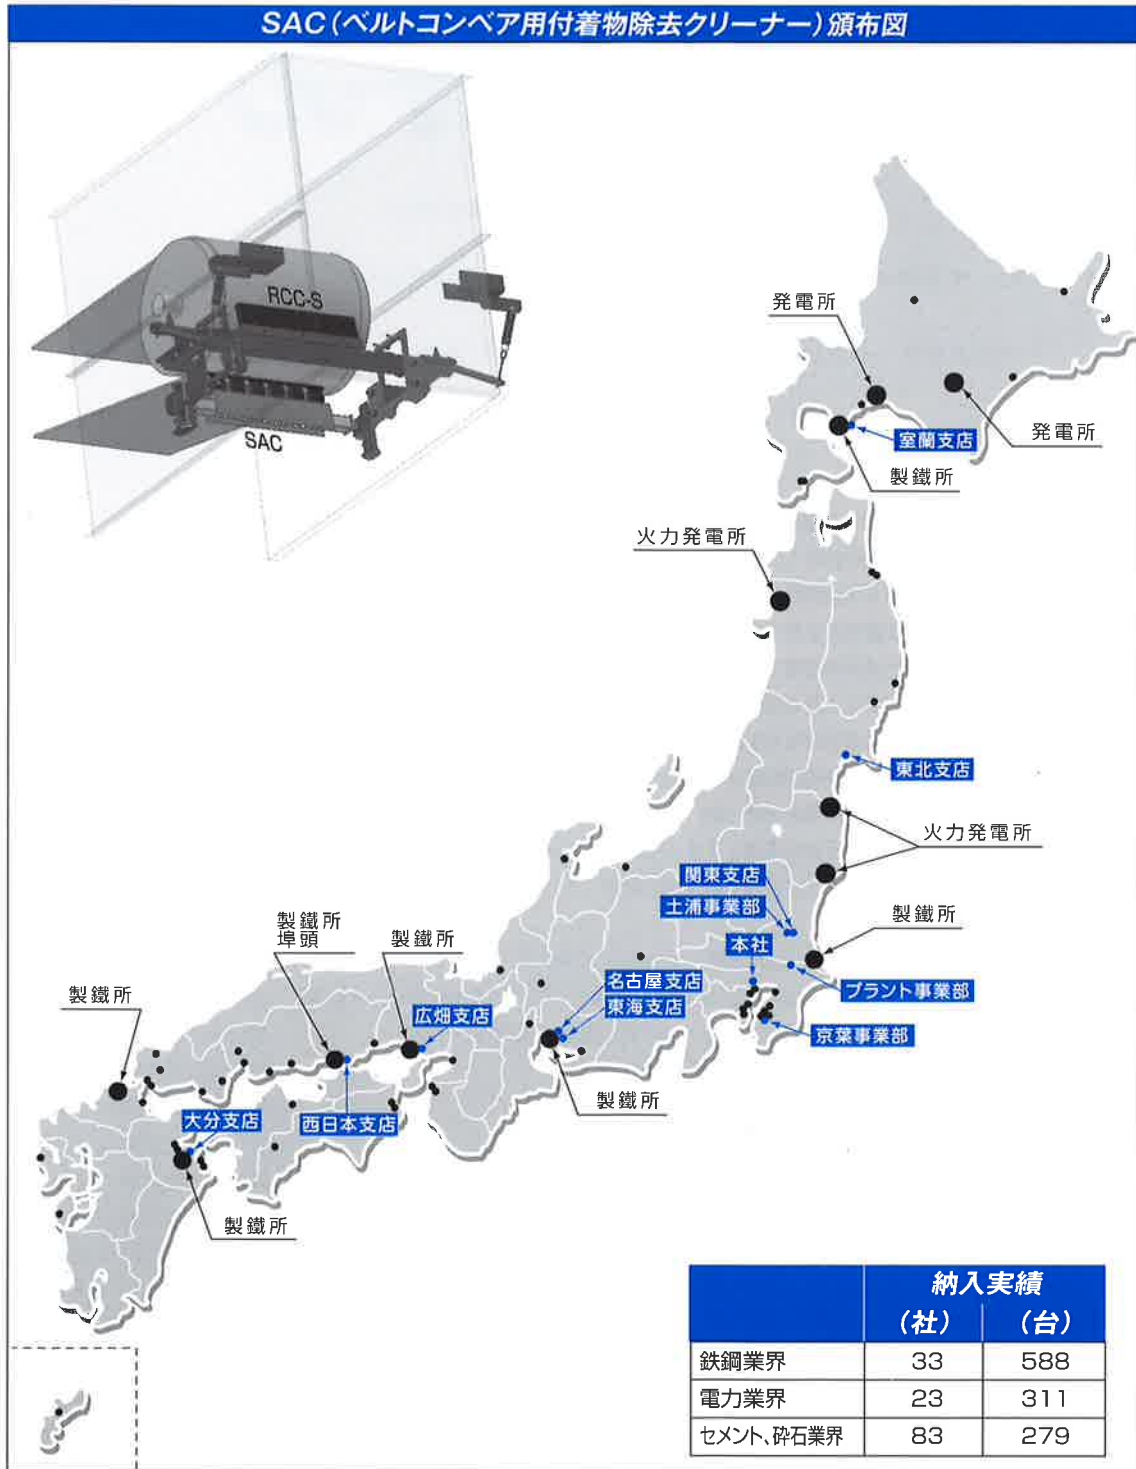 SAC(ベルトコンベア用付着物除去クリーナー)頒布図
RCC-S
SAC
発電所
発電所
室蘭支店
製鐵所
火力発電所
東北支店
火力発電所
関東支店
土浦事業部
製鐵所
本社
プラント事業部
京葉事業部
製鐵所
埠頭
製鐵所
名古屋支店
東海支店
広畑支店
製鐵所
製鐵所
西日本支店
大分支店
製鐵所
納入実績
(社) (台)
鉄鋼業界 33 588
電力業界 23 311
セメント、砕石業界 83 279